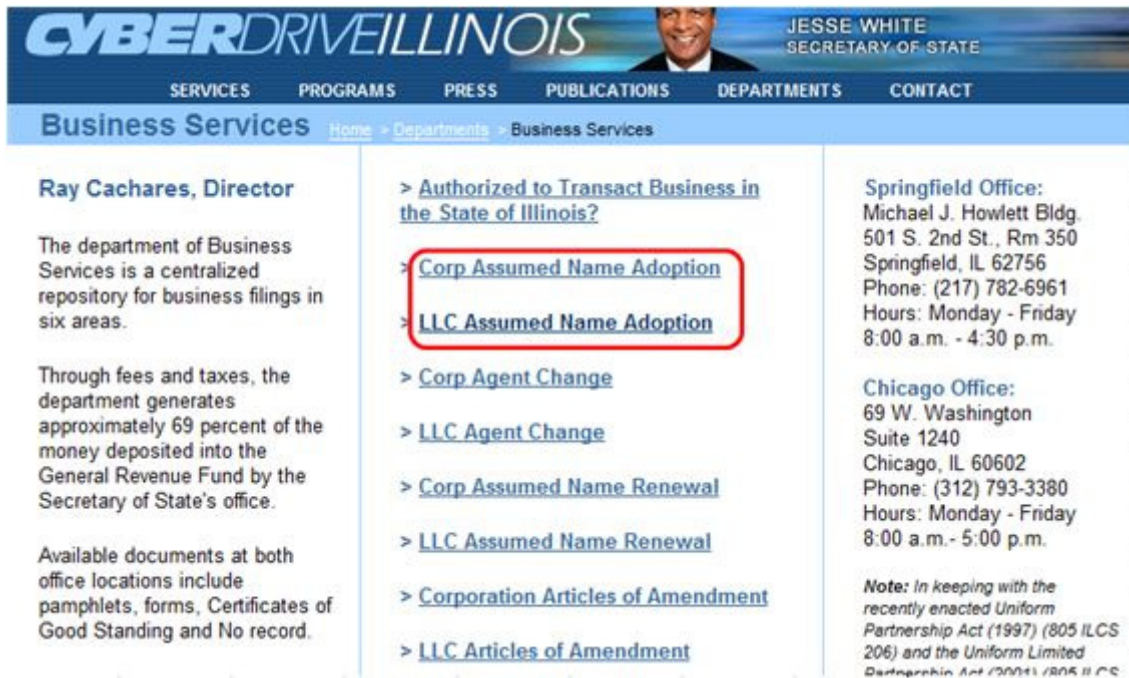 CYBERDRIVEILLINOIS
JESSE WHITE
SECRETARY OF STATE
SERVICES PROGRAMS PRESS PUBLICATIONS DEPARTMENTS CONTACT
Business Services Home > Departments > Business Services
Ray Cachares, Director
The department of Business
Services is a centralized
repository for business filings in
six areas.
Through fees and taxes, the
department generates
approximately 69 percent of the
money deposited into the
General Revenue Fund by the
Secretary of State's office.
Available documents at both
office locations include
pamphlets, forms, Certificates of
Good Standing and No record.
> Authorized to Transact Business in
the State of Illinois?
> Corp Assumed Name Adoption
> LLC Assumed Name Adoption
> Corp Agent Change
> LLC Agent Change
> Corp Assumed Name Renewal
> LLC Assumed Name Renewal
> Corporation Articles of Amendment
> LLC Articles of Amendment
Springfield Office:
Michael J. Howlett Bldg.
501 S. 2nd St., Rm 350
Springfield, IL 62756
Phone: (217) 782-6961
Hours: Monday - Friday
8:00 a.m. - 4:30 p.m.
Chicago Office:
69 W. Washington
Suite 1240
Chicago, IL 60602
Phone: (312) 793-3380
Hours: Monday - Friday
8:00 a.m.- 5:00 p.m.
Note: In keeping with the
recently enacted Uniform
Partnership Act (1997) (805 ILCS
206) and the Uniform Limited
Partnership Act (2001) (805 ILCS